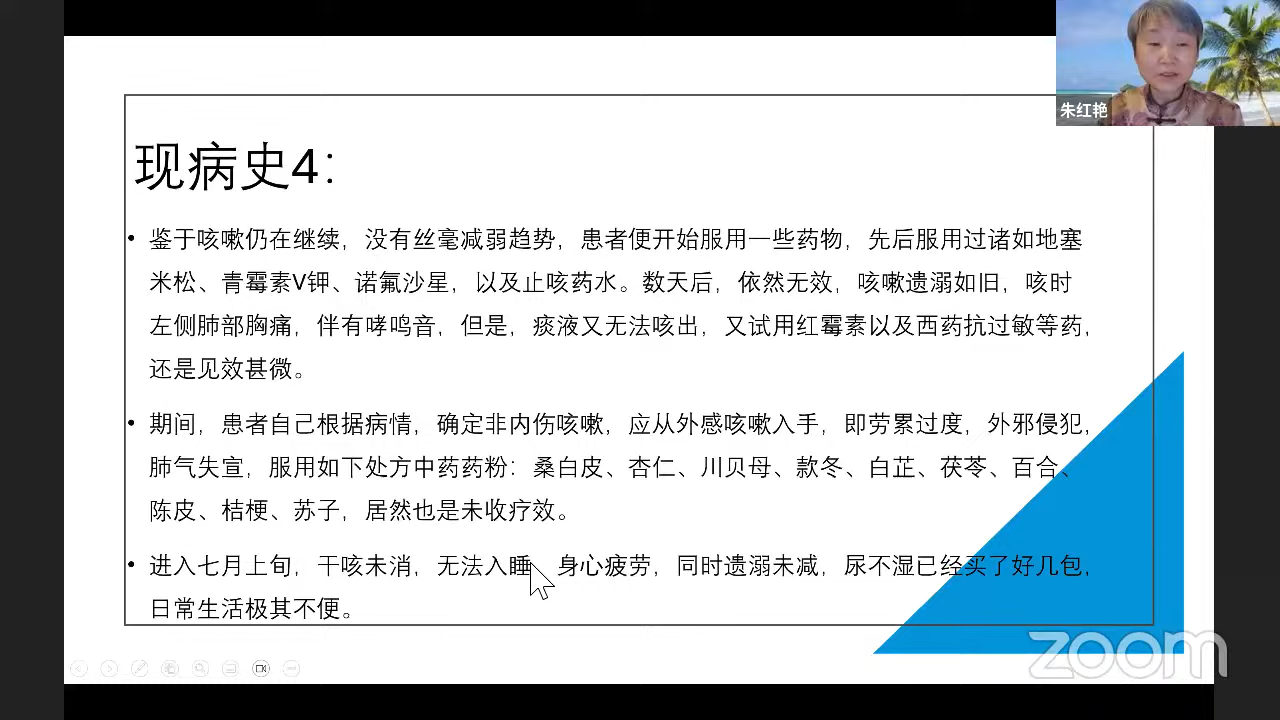 朱红艳
现病史4：
• 鉴于咳嗽仍在继续，没有丝毫减弱趋势，患者便开始服用一些药物，先后服用过诸如地塞
米松、青霉素V钾、诺氟沙星，以及止咳药水。数天后，依然无效，咳嗽遗溺如旧，咳时
左侧肺部胸痛，伴有哮鸣音，但是，痰液又无法咳出，又试用红霉素以及西药抗过敏等药，
还是见效甚微。
• 期间，患者自己根据病情，确定非内伤咳嗽，应从外感咳嗽入手，即劳累过度，外邪侵犯，
肺气失宣，服用如下处方中药药粉：桑白皮、杏仁、川贝母、款冬、白芷、茯苓、百合、
陈皮、桔梗、苏子，居然也是未收疗效。
• 进入七月上旬，干咳未消，无法入睡，身心疲劳，同时遗溺未减，尿不湿已经买了好几包，
日常生活极其不便。
zoom